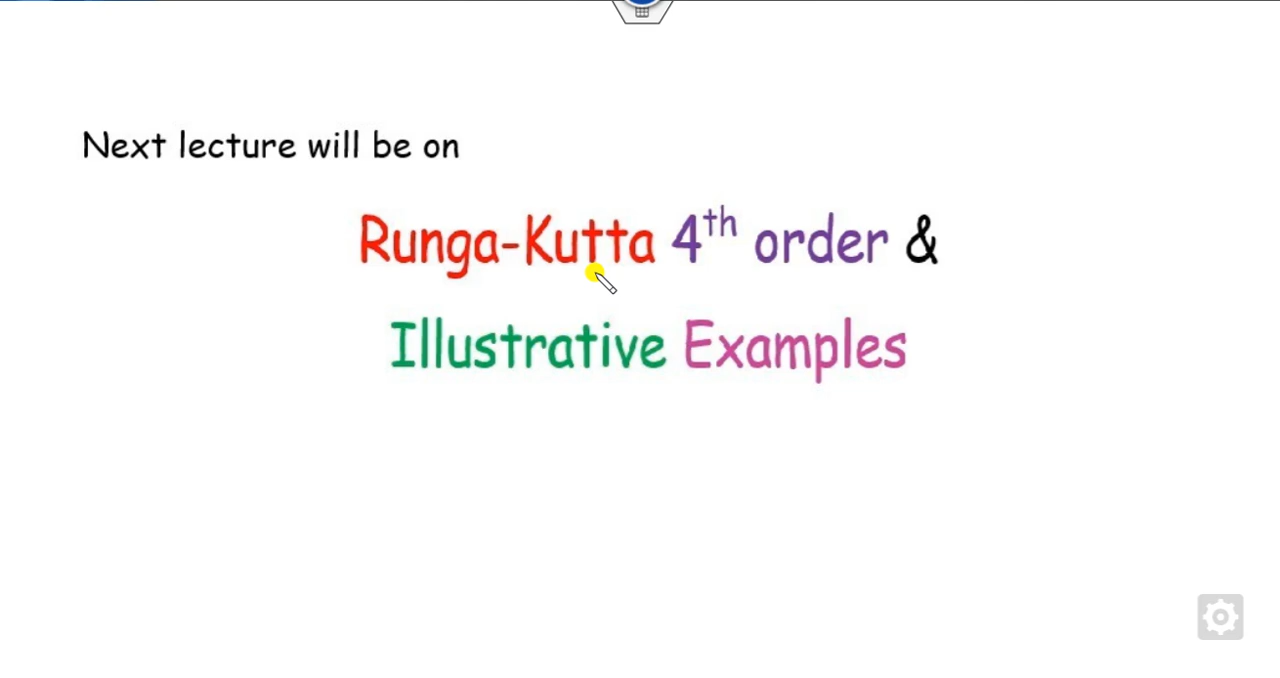 Next lecture will be on
Runga-Kutta 4th order &
Illustrative Examples